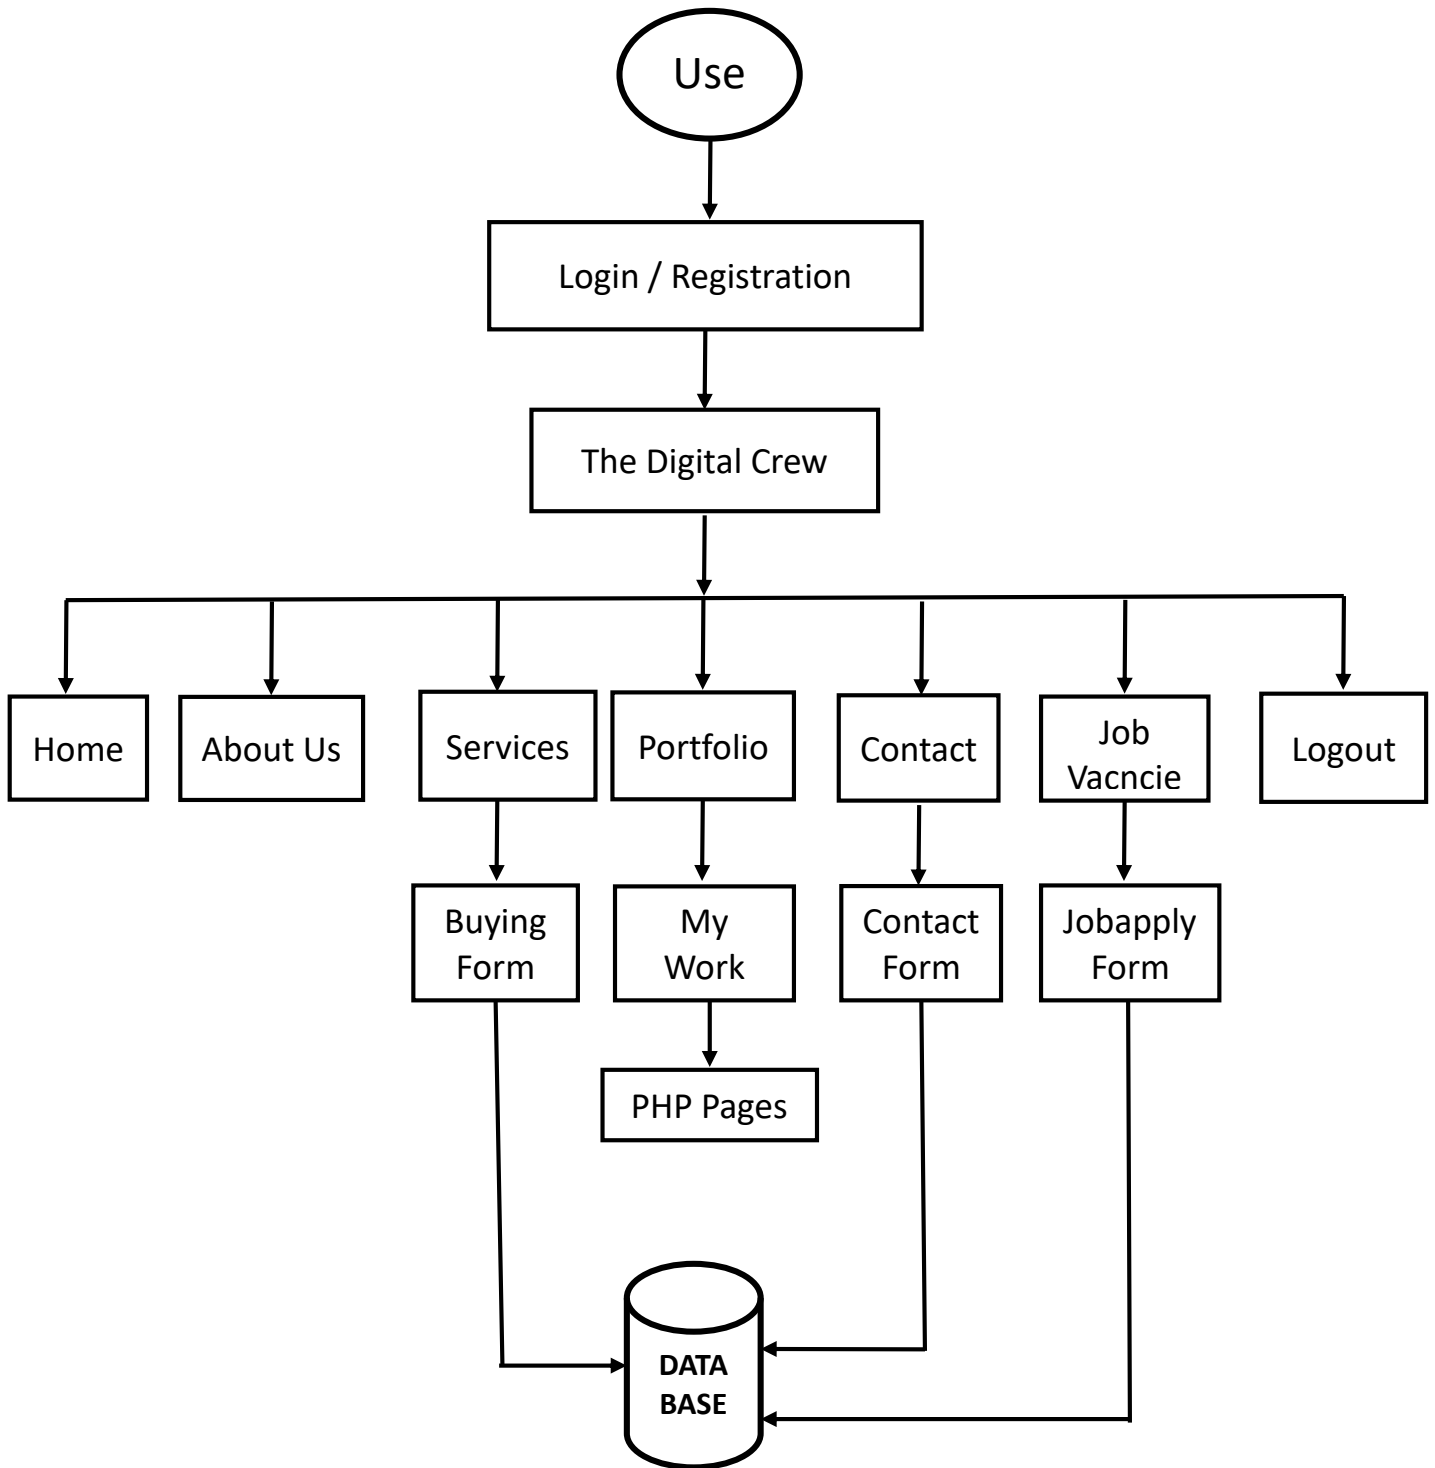 Use
Login / Registration
The Digital Crew
Home
About Us
Services
Portfolio
Contact
Job
Vacncie
Logout
Buying
Form
My
Work
Contact
Form
Jobapply
Form
PHP Pages
DATA
BASE